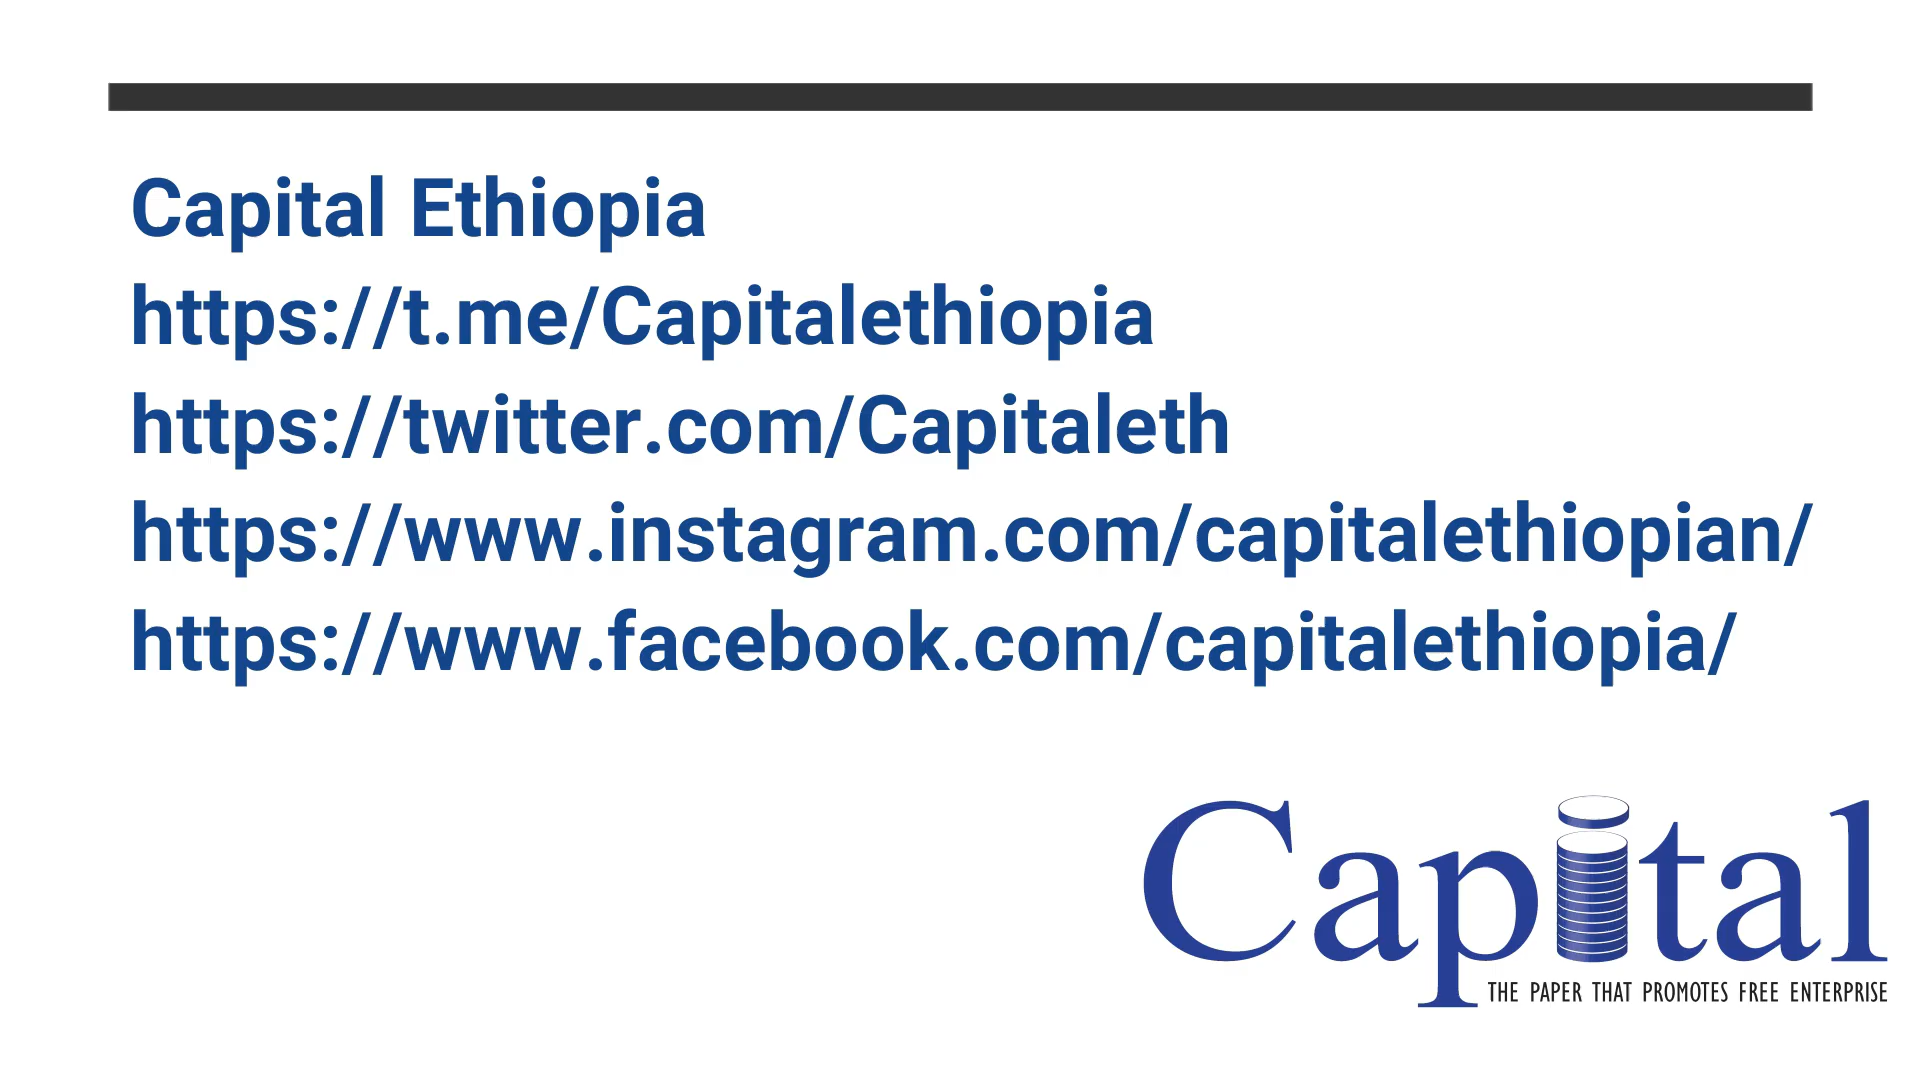 Capital Ethiopia
https://t.me/Capitalethiopia
https://twitter.com/Capitaleth
https://www.instagram.com/capitalethiopian/
https://www.facebook.com/capitalethiopia/
Capital
THE PAPER THAT PROMOTES FREE ENTERPRISE